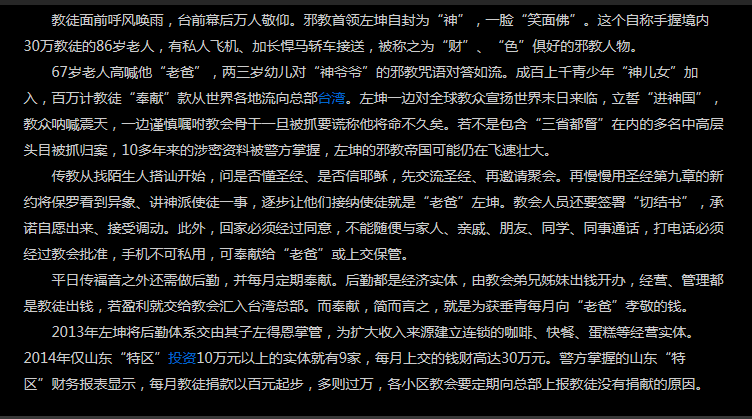 教徒面前呼风唤雨，台前幕后万人敬仰。邪教首领左坤自封为“神”，一脸“笑面佛”。这个自称手握境内
30万教徒的86岁老人，有私人飞机、加长悍马轿车接送，被称之为“财”、“色”俱好的邪教人物。
67岁老人高喊他“老爸”，两三岁幼儿对“神爷爷”的邪教咒语对答如流。成百上千青少年“神儿女”加
入，百万计教徒“奉献”款从世界各地流向总部台湾。左坤一边对全球教众宣扬世界末日来临，立誓“进神国”，
教众呐喊震天，一边谨慎嘱咐教会骨干一旦被抓要谎称他将命不久矣。若不是包含“三省都督”在内的多名中高层
头目被抓归案，10多年来的涉密资料被警方掌握，左坤的邪教帝国可能仍在飞速壮大。
传教从找陌生人搭讪开始，问是否懂圣经、是否信耶稣，先交流圣经、再邀请聚会。再慢慢用圣经第九章的新
约将保罗看到异象、讲神派使徒一事，逐步让他们接纳使徒就是“老爸”左坤。教会人员还要签署“切结书”，承
诺自愿出来、接受调动。此外，回家必须经过同意，不能随便与家人、亲戚、朋友、同学、同事通话，打电话必须
经过教会批准，手机不可私用，可奉献给“老爸”或上交保管。
平日传福音之外还需做后勤，并每月定期奉献。后勤都是经济实体，由教会弟兄姊妹出钱开办，经营、管理都
是教徒出钱，若盈利就交给教会汇入台湾总部。而奉献，简而言之，就是为获垂青每月向“老爸”孝敬的钱。
2013年左坤将后勤体系交由其子左得恩掌管，为扩大收入来源建立连锁的咖啡、快餐、蛋糕等经营实体。
2014年仅山东“特区”投资10万元以上的实体就有9家，每月上交的钱财高达30万元。警方掌握的山东“特
区”财务报表显示，每月教徒捐款以百元起步，多则过万，各小区教会要定期向总部上报教徒没有捐献的原因。